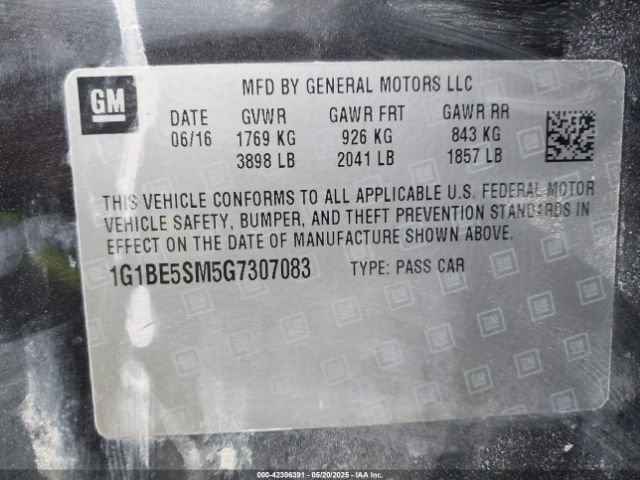 GM
MFD BY GENERAL MOTORS LLC
DATE GVWR GAWR FRT GAWR RR
06/16 1769 KG 926 KG 843 KG
3898 LB 2041 LB 1857 LB
THIS VEHICLE CONFORMS TO ALL APPLICABLE U.S. FEDERAL MOTOR
VEHICLE SAFETY, BUMPER, AND THEFT PREVENTION STANDARDS IN
EFFECT ON THE DATE OF MANUFACTURE SHOWN ABOVE.
1G1BE5SM5G7307083 TYPE: PASS CAR
000-42306391 - 05/20/2025 - IAAI.COM